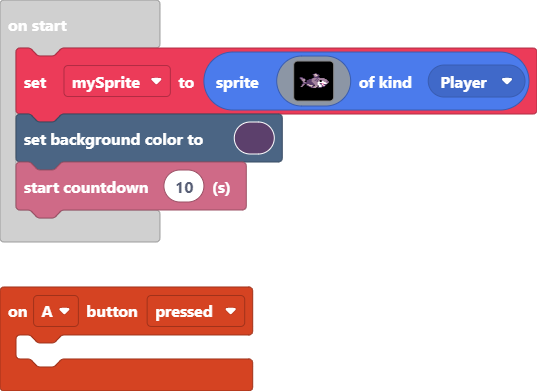 on start
set mySprite to sprite of kind Player
set background color to
start countdown 10 (s)
on A button pressed